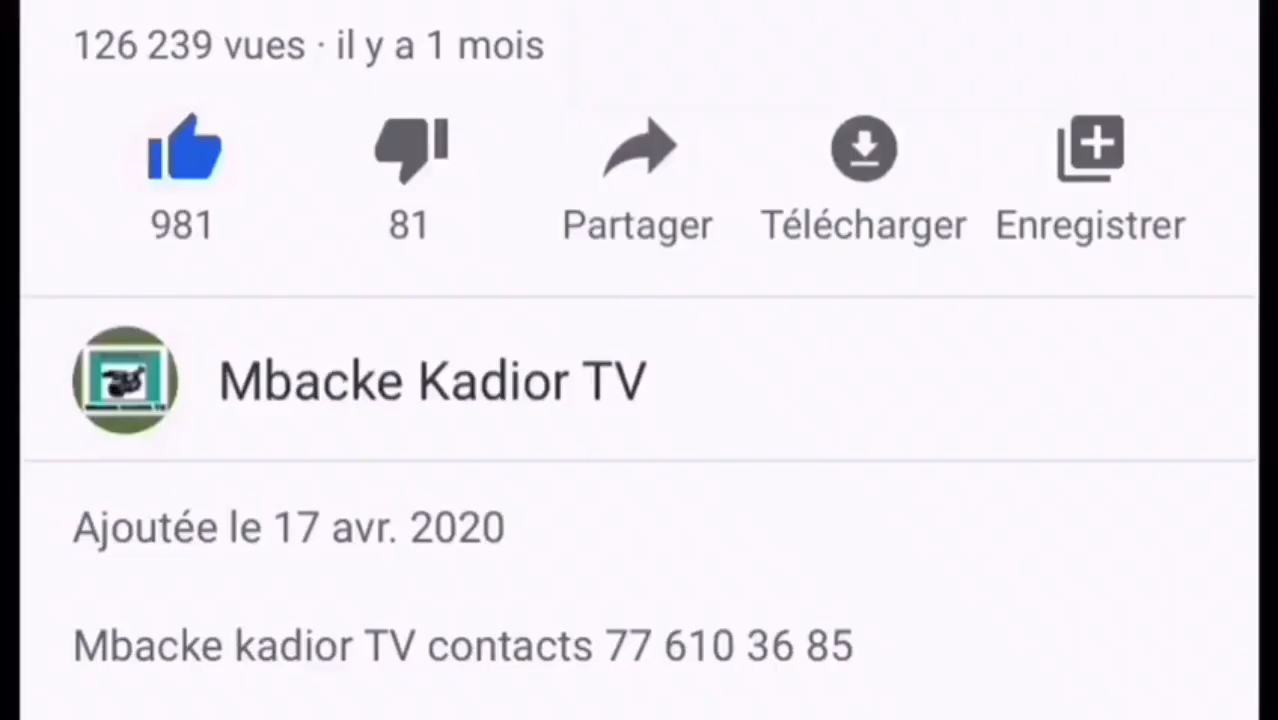 126 239 vues · il y a 1 mois
981 81 Partager Télécharger Enregistrer
Mbacke Kadior TV
Ajoutée le 17 avr. 2020
Mbacke kadior TV contacts 77 610 36 85